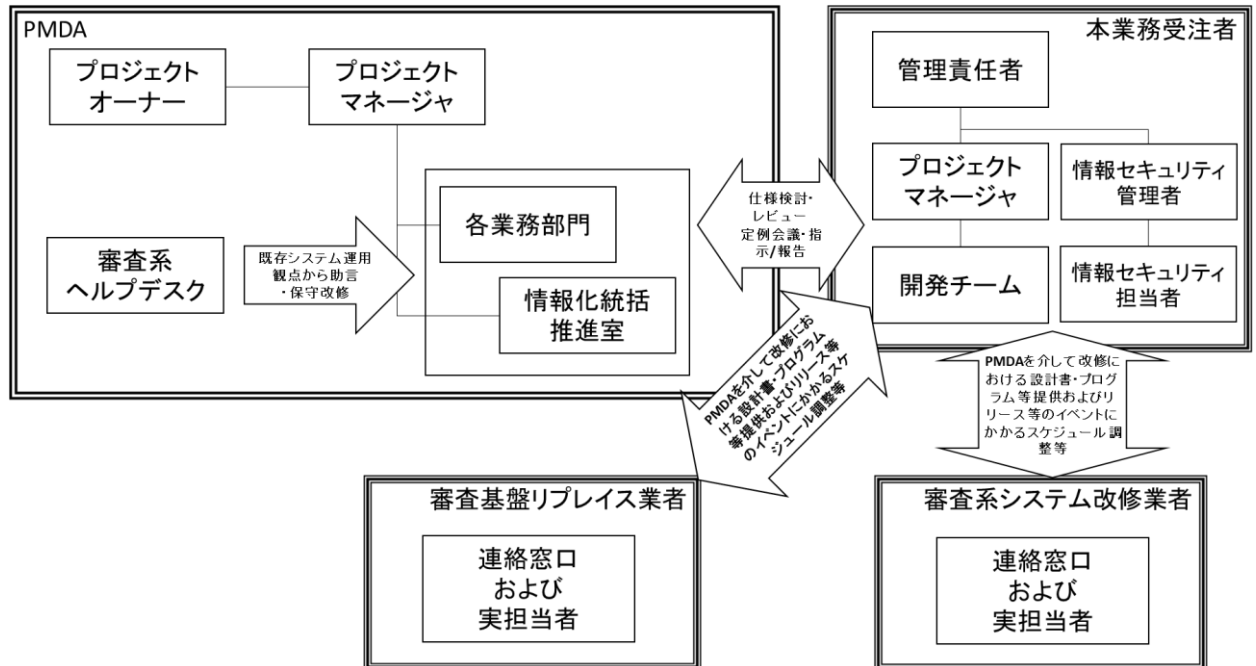 PMDA
プロジェクト
オーナー
プロジェクト
マネージャ
各業務部門
審査系
ヘルプデスク
既存システム運用
観点から助言
・保守改修
情報化統括
推進室
仕様検討・
レビュー
定例会議・指
示/報告
本業務受注者
管理責任者
プロジェクト
マネージャ
情報セキュリティ
管理者
開発チーム
情報セキュリティ
担当者
PMDAを介して改修にお
ける設計書・プログラム
等提供およびリリース等
のイベントにかかるスケ
ジュール調整等
PMDAを介して改修に
おける設計書・プログ
ラム等提供およびリ
リース等のイベントに
かかるスケジュール調
整等
審査基盤リプレイス業者
連絡窓口
および
実担当者
審査系システム改修業者
連絡窓口
および
実担当者